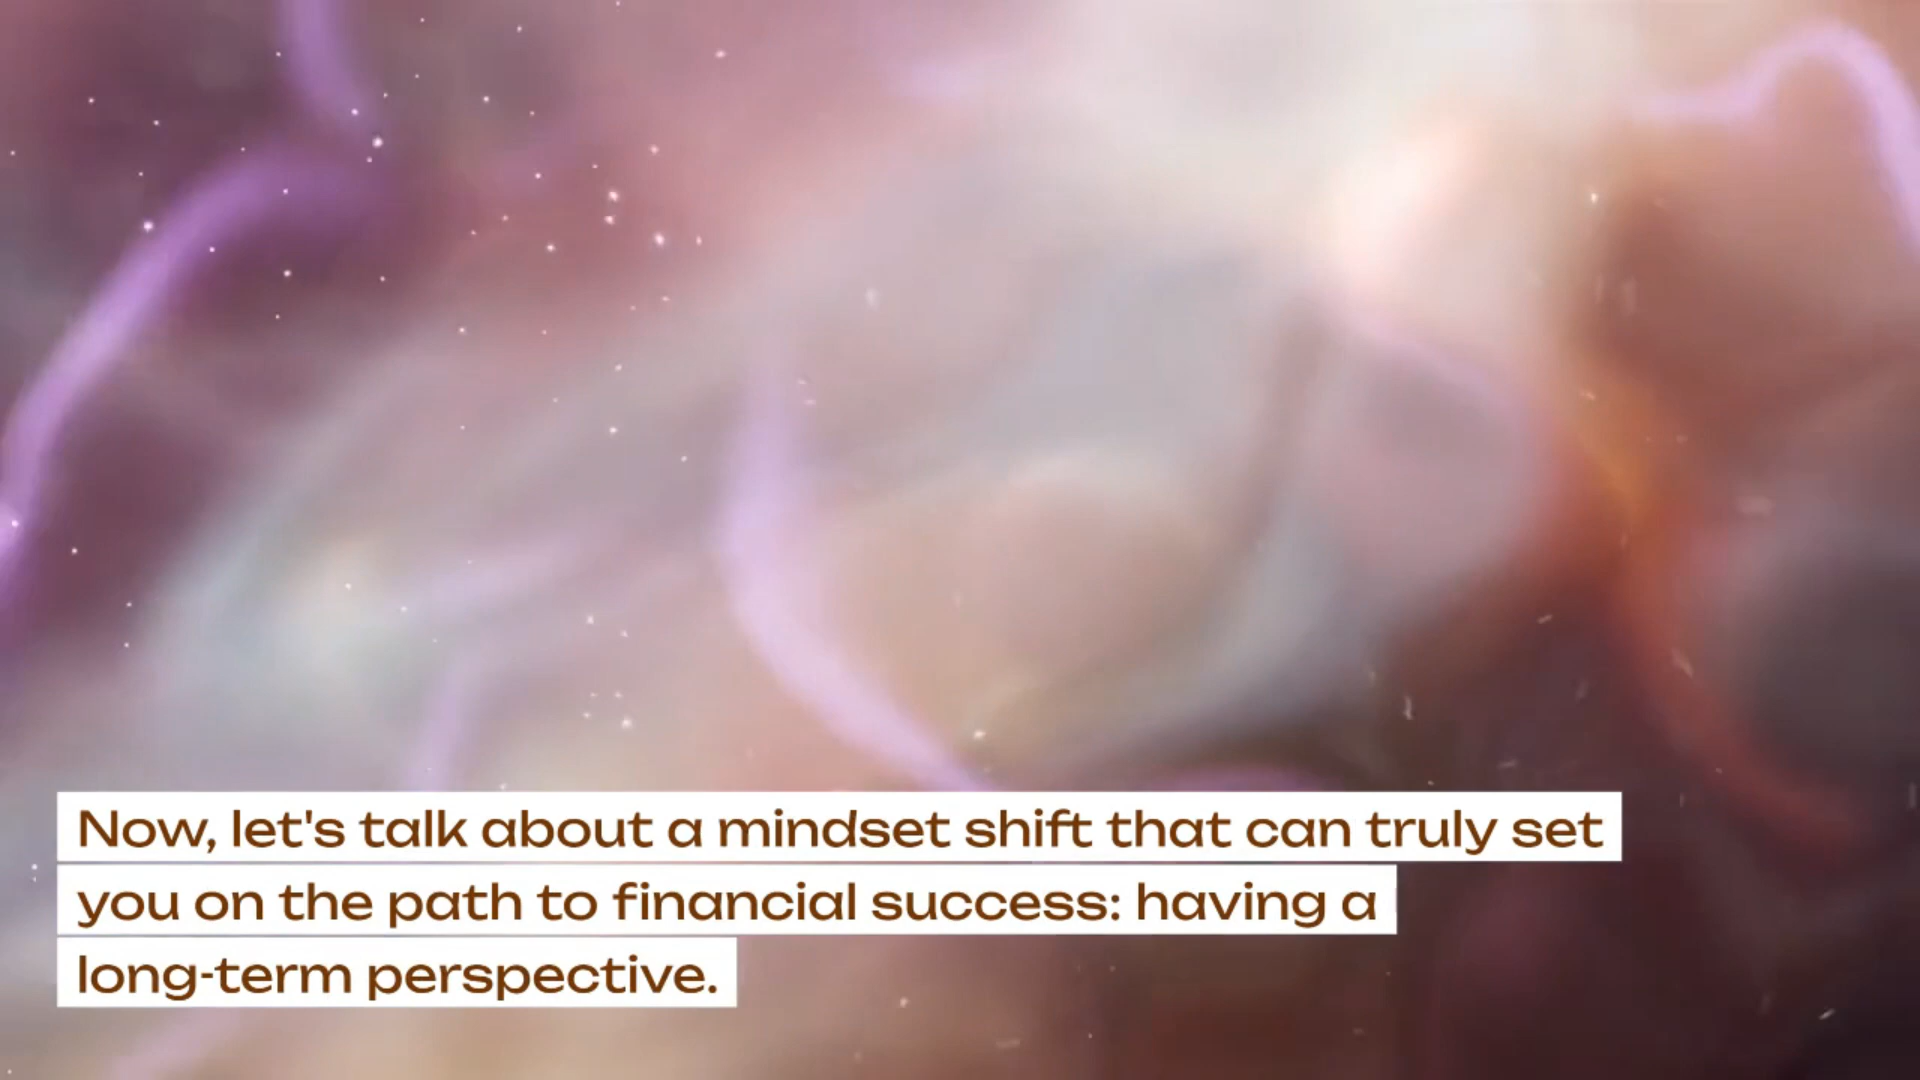 Now, let's talk about a mindset shift that can truly set
you on the path to financial success: having a
long-term perspective.